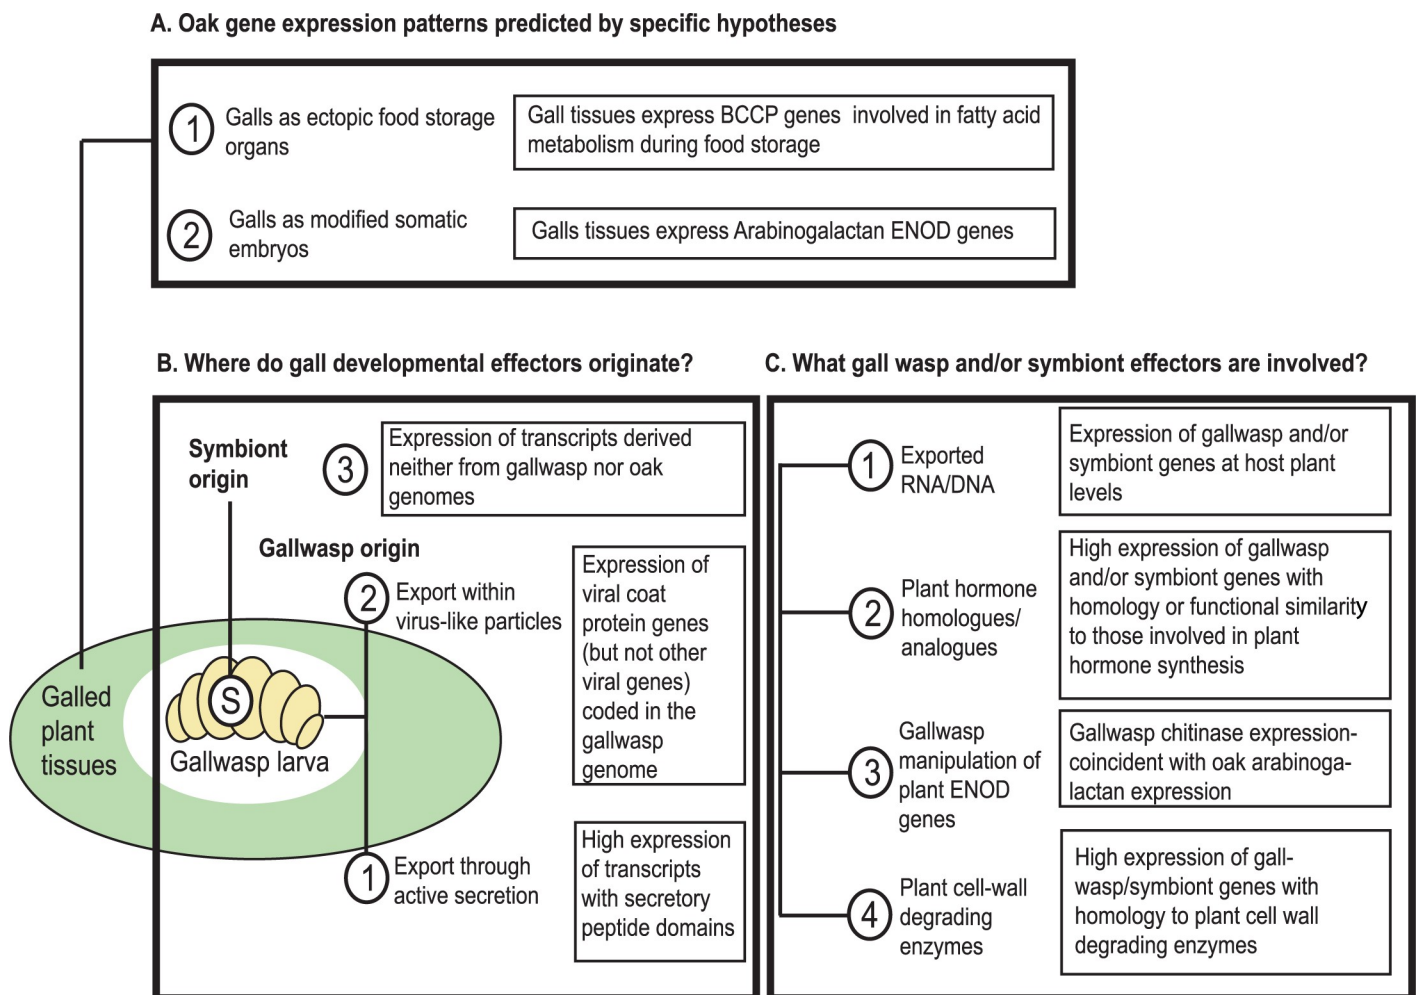 A. Oak gene expression patterns predicted by specific hypotheses
1
Galls as ectopic food storage
organs
Gall tissues express BCCP genes involved in fatty acid
metabolism during food storage
2
Galls as modified somatic
embryos
Galls tissues express Arabinogalactan ENOD genes
B. Where do gall developmental effectors originate?
Symbiont
origin
3
Expression of transcripts derived
neither from gallwasp nor oak
genomes
Gallwasp origin
2
Export within
virus-like particles
Expression of
viral coat
protein genes
(but not other
viral genes)
coded in the
gallwasp
genome
Galled
plant
tissues
S
Gallwasp larva
1
Export through
active secretion
High expression
of transcripts
with secretory
peptide domains
C. What gall wasp and/or symbiont effectors are involved?
1
Exported
RNA/DNA
Expression of gallwasp and/or
symbiont genes at host plant
levels
2
Plant hormone
homologues/
analogues
High expression of gallwasp
and/or symbiont genes with
homology or functional similarity
to those involved in plant
hormone synthesis
3
Gallwasp
manipulation of
plant ENOD
genes
Gallwasp chitinase expression-
coincident with oak arabinoga-
lactan expression
4
Plant cell-wall
degrading
enzymes
High expression of gall-
wasp/symbiont genes with
homology to plant cell wall
degrading enzymes